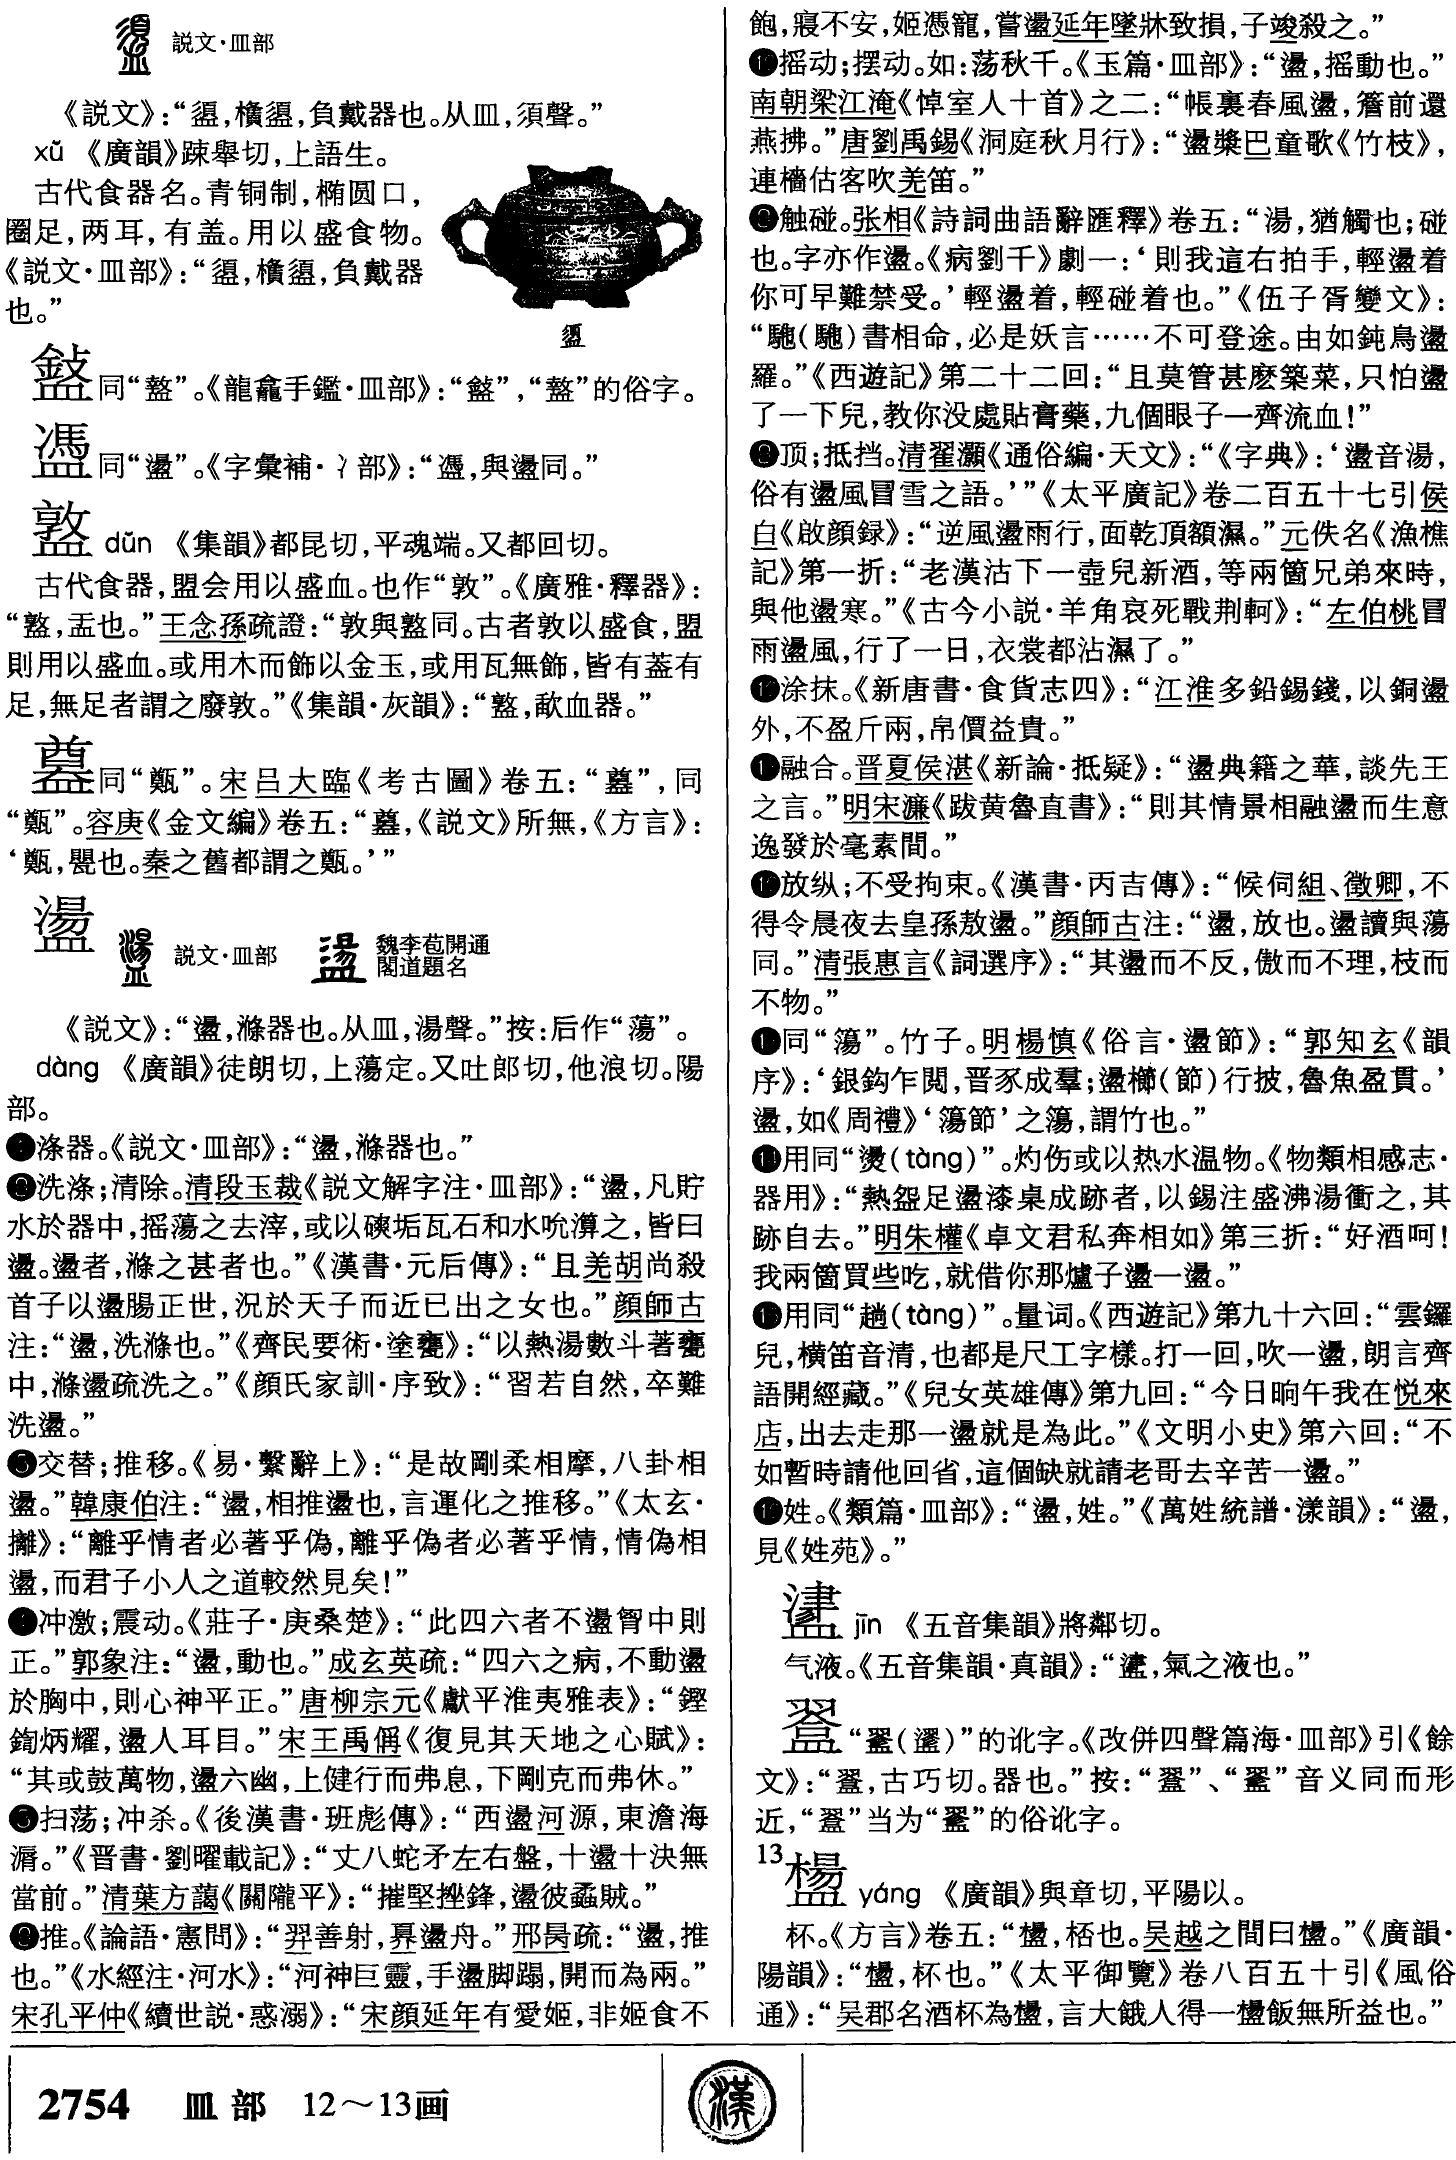 説文·皿部
《説文》：“盨，㯱盨，負戴器也。从皿，須聲。”
xǔ 《廣韻》踈舉切，上語生。
古代食器名。青铜制，椭圆口，
圈足，两耳，有盖。用以盛食物。
《説文·皿部》：“盨，㯱盨，負戴器
也。”
盨
同“䥣”。《龍龕手鑑·皿部》：“”，“”的俗字。
同“盪”。《字彙補·冫部》：“，與盪同。”
dūn 《集韻》都昆切，平魂端。又都回切。
古代食器，盟会用以盛血。也作“敦”。《廣雅·釋器》：
“，盂也。”王念孫疏證：“敦與同。古者敦以盛食，盟
則用以盛血。或用木而飾以金玉，或用瓦無飾，皆有蓋有
足，無足者謂之廢敦。”《集韻·灰韻》：“，歃血器。”
同“甑”。宋吕大臨《考古圖》卷五：“”，同
“甑”。容庚《金文編》卷五：“，《説文》所無，《方言》：
‘甑，甖也。秦之舊都謂之甑。’”
盪 説文·皿部 魏李苞開通
閣道題名
《説文》：“盪，滌器也。从皿，湯聲。”按：后作“蕩”。
dàng 《廣韻》徒朗切，上蕩定。又吐郎切，他浪切。陽
部。
❶涤器。《説文·皿部》：“盪，滌器也。”
❷洗涤；清除。清段玉裁《説文解字注·皿部》：“盪，凡貯
水於器中，摇蕩之去滓，或以磢垢瓦石和水吮㵒之，皆曰
盪。盪者，滌之甚者也。”《漢書·元后傳》：“且羌胡尚殺
首子以盪腸正世，況於天子而近已出之女也。”顔師古
注：“盪，洗滌也。”《齊民要術·塗甕》：“以熱湯數斗著甕
中，滌盪疏洗之。”《顔氏家訓·序致》：“習若自然，卒難
洗盪。”
❸交替；推移。《易·繫辭上》：“是故剛柔相摩，八卦相
盪。”韓康伯注：“盪，相推盪也，言運化之推移。”《太玄·
攡》：“離乎情者必著乎偽，離乎偽者必著乎情，情偽相
盪，而君子小人之道較然見矣！”
❹冲激；震动。《莊子·庚桑楚》：“此四六者不盪胷中則
正。”郭象注：“盪，動也。”成玄英疏：“四六之病，不動盪
於胸中，則心神平正。”唐柳宗元《獻平淮夷雅表》：“鏗
鍧炳耀，盪人耳目。”宋王禹偁《復見其天地之心賦》：
“其或鼓萬物，盪六幽，上健行而弗息，下剛克而弗休。”
❺扫荡；冲杀。《後漢書·班彪傳》：“西盪河源，東澹海
漘。”《晋書·劉曜載記》：“丈八蛇矛左右盤，十盪十決無
當前。”清葉方藹《關隴平》：“摧堅挫鋒，盪彼蟊賊。”
❻推。《論語·憲問》：“羿善射，奡盪舟。”邢昺疏：“盪，推
也。”《水經注·河水》：“河神巨靈，手盪脚蹋，開而為兩。”
宋孔平仲《續世説·惑溺》：“宋顔延年有愛姬，非姬食不
飽，寢不安，姬憑寵，嘗盪延年墜牀致損，子竣殺之。”
❼摇动；摆动。如：荡秋千。《玉篇·皿部》：“盪，摇動也。”
南朝梁江淹《悼室人十首》之二：“帳裏春風盪，簷前還
燕拂。”唐劉禹錫《洞庭秋月行》：“盪槳巴童歌《竹枝》，
連檣估客吹羌笛。”
❽触碰。张相《詩詞曲語辭匯釋》卷五：“湯，猶觸也；碰
也。字亦作盪。《病劉千》劇一：‘則我這右拍手，輕盪着
你可早難禁受。’輕盪着，輕碰着也。”《伍子胥變文》：
“騐(騐)書相命，必是妖言……不可登途。由如鈍鳥盪
羅。”《西遊記》第二十二回：“且莫管甚麽築菜，只怕盪
了一下兒，教你没處貼膏藥，九個眼子一齊流血！”
❾顶；抵挡。清翟灝《通俗編·天文》：“《字典》：‘盪音湯，
俗有盪風冒雪之語。’”《太平廣記》卷二百五十七引侯
白《啟顔録》：“逆風盪雨行，面乾頂額濕。”元佚名《漁樵
記》第一折：“老漢沽下一壺兒新酒，等兩箇兄弟來時，
與他盪寒。”《古今小説·羊角哀死戰荆軻》：“左伯桃冒
雨盪風，行了一日，衣裳都沾濕了。”
❿涂抹。《新唐書·食貨志四》：“江淮多鉛錫錢，以銅盪
外，不盈斤兩，帛價益貴。”
⓫融合。晋夏侯湛《新論·抵疑》：“盪典籍之華，談先王
之言。”明宋濂《跋黄魯直書》：“則其情景相融盪而生意
逸發於毫素間。”
⓬放纵；不受拘束。《漢書·丙吉傳》：“候伺組、徵卿，不
得令晨夜去皇孫敖盪。”顔師古注：“盪，放也。盪讀與蕩
同。”清張惠言《詞選序》：“其盪而不反，傲而不理，枝而
不物。”
⓭同“簜”。竹子。明楊慎《俗言·盪節》：“郭知玄《韻
序》：‘銀鈎乍閲，晋豕成羣；盪櫛(節)行披，魯魚盈貫。’
盪，如《周禮》‘簜節’之簜，謂竹也。”
⓮用同“燙(tàng)”。灼伤或以热水温物。《物類相感志·
器用》：“熱盌足盪漆桌成跡者，以錫注盛沸湯衝之，其
跡自去。”明朱權《卓文君私奔相如》第三折：“好酒呵！
我兩箇買些吃，就借你那爐子盪一盪。”
⓯用同“趟(tàng)”。量词。《西遊記》第九十六回：“雲鑼
兒，横笛音清，也都是尺工字樣。打一回，吹一盪，朗言齊
語開經藏。”《兒女英雄傳》第九回：“今日晌午我在悦來
店，出去走那一盪就是為此。”《文明小史》第六回：“不
如暫時請他回省，這個缺就請老哥去辛苦一盪。”
⓰姓。《類篇·皿部》：“盪，姓。”《萬姓統譜·漾韻》：“盪，
見《姓苑》。”
jīn 《五音集韻》將鄰切。
气液。《五音集韻·真韻》：“，氣之液也。”
“()”的讹字。《改併四聲篇海·皿部》引《餘
文》：“，古巧切。器也。”按：“”、“”音义同而形
近，“”当为“”的俗讹字。
13
yáng 《廣韻》與章切，平陽以。
杯。《方言》卷五：“，桮也。吴越之間曰。”《廣韻·
陽韻》：“，杯也。”《太平御覽》卷八百五十引《風俗
通》：“吴郡名酒杯為，言大餓人得一飯無所益也。”
2754 皿部 12～13画
漢